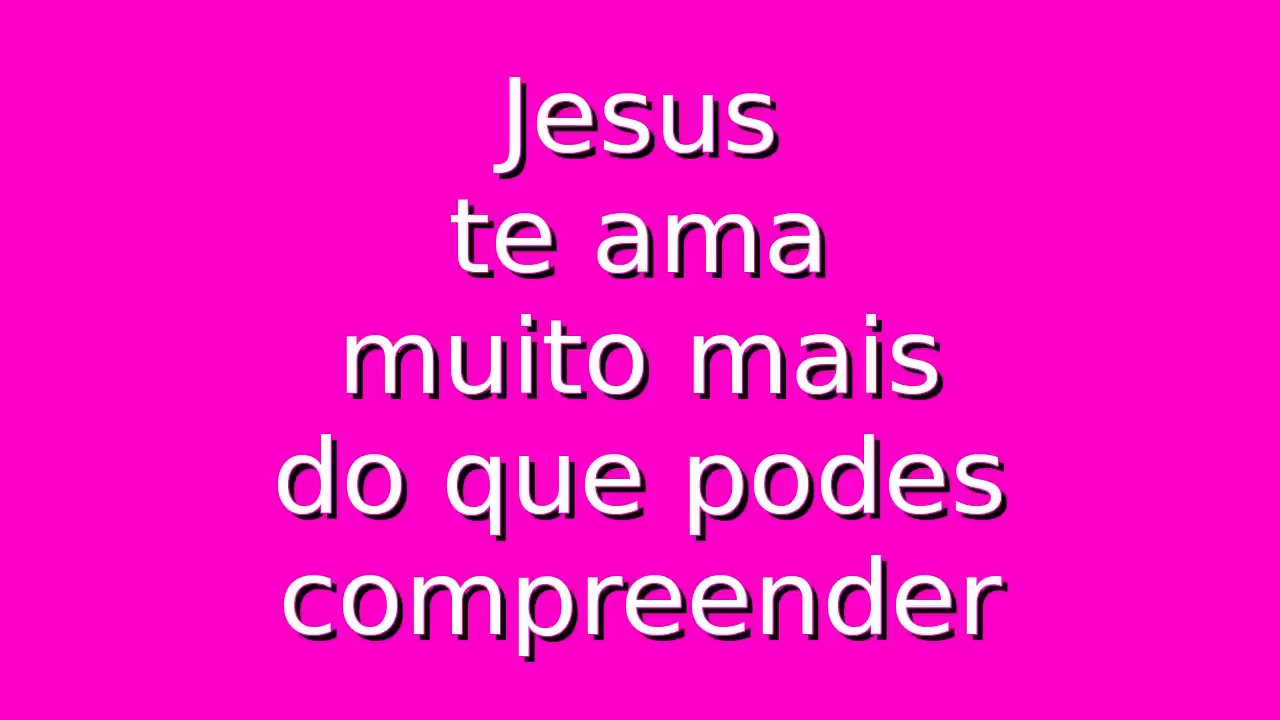 Jesus
te ama
muito mais
do que podes
compreender